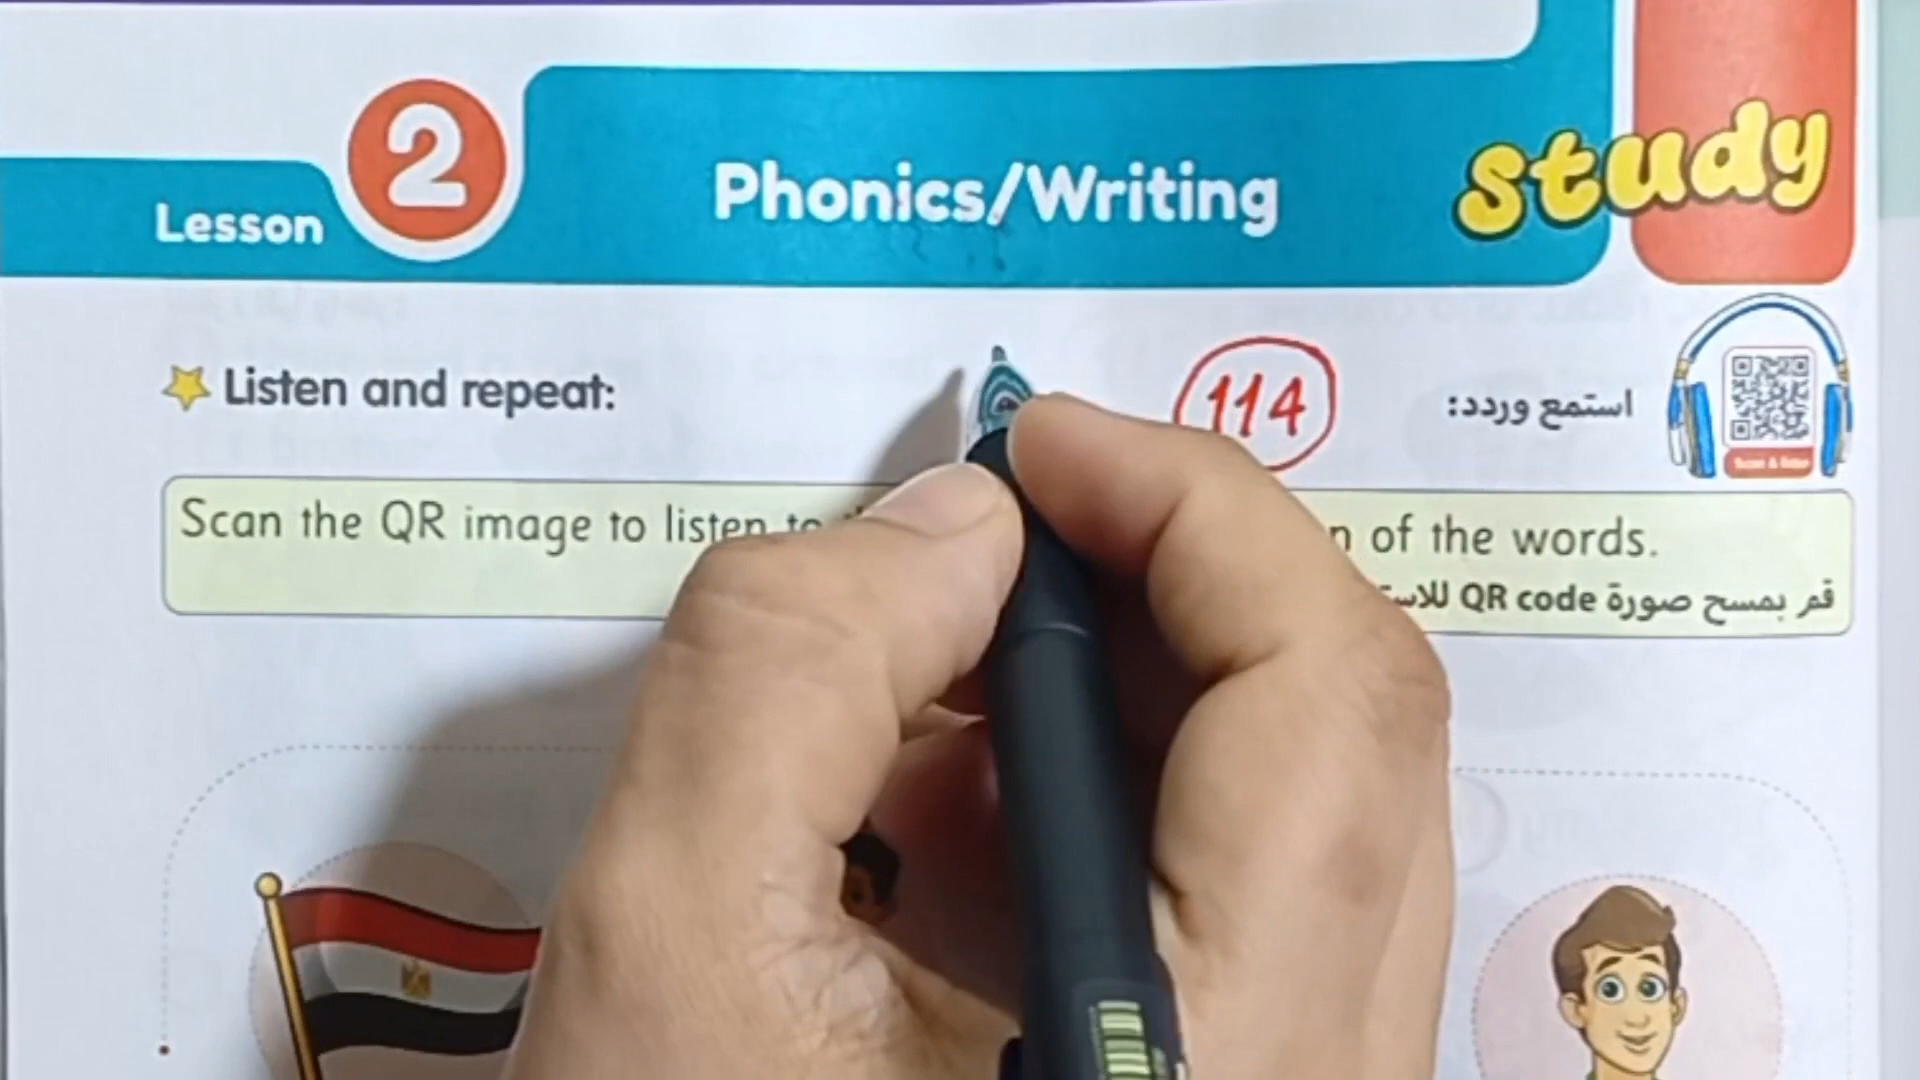 Lesson 2
Phonics/Writing
Study
Listen and repeat:
114
استمع وردد:
Scan the QR image to listen to
of the words.
قم بمسح صورة QR code